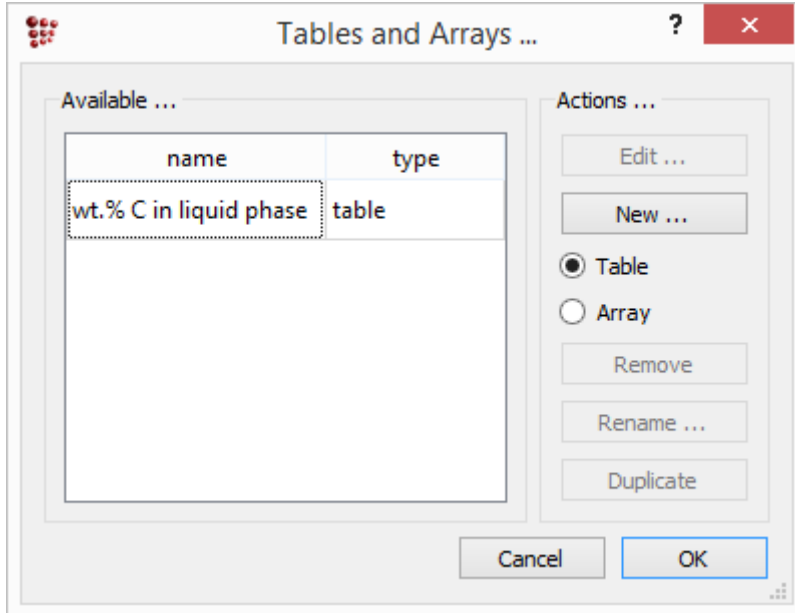 Tables and Arrays ...
?
Available ...
name type
wt.% C in liquid phase table
Actions ...
Edit ...
New ...
Table
Array
Remove
Rename ...
Duplicate
Cancel OK